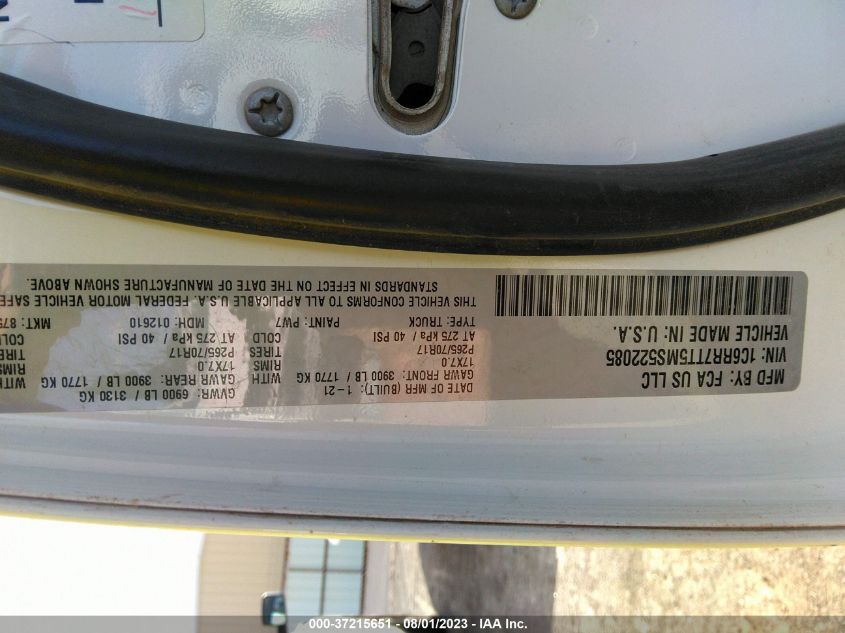 MFD BY: FCA US LLC
VIN: 1C6RR7TT5MS522085
VEHICLE MADE IN: U.S.A.
DATE OF MFR (BUILT): 1-21
GAWR FRONT: 3900 LB / 1770 KG WITH
17X7.0 RIMS
P265/70R17 TIRES
AT 275 kPa / 40 PSI COLD
TYPE: TRUCK
PAINT: PW7
MDH: 012610
GVWR: 6900 LB / 3130 KG
GAWR REAR: 3900 LB / 1770 KG WITH
17X7.0
P265/70R17
AT 275 kPa / 40 PSI
MKT:
THIS VEHICLE CONFORMS TO ALL APPLICABLE U.S.A. FEDERAL MOTOR VEHICLE
STANDARDS IN EFFECT ON THE DATE OF MANUFACTURE SHOWN ABOVE.
000-37215651 - 08/01/2023 - IAA Inc.